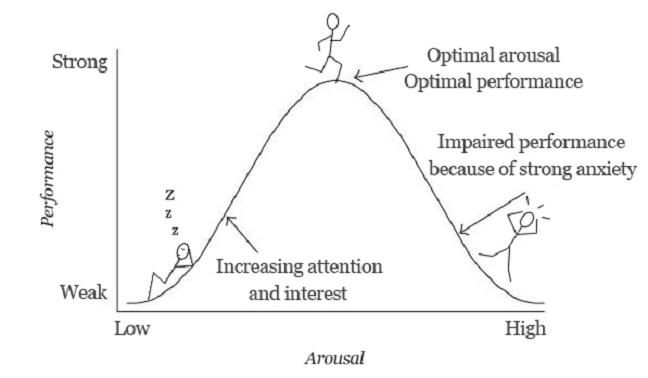 Strong
Optimal arousal
Optimal performance
Impaired performance
because of strong anxiety
Performance
Z
z
z
Increasing attention
and interest
Weak
Low
High
Arousal